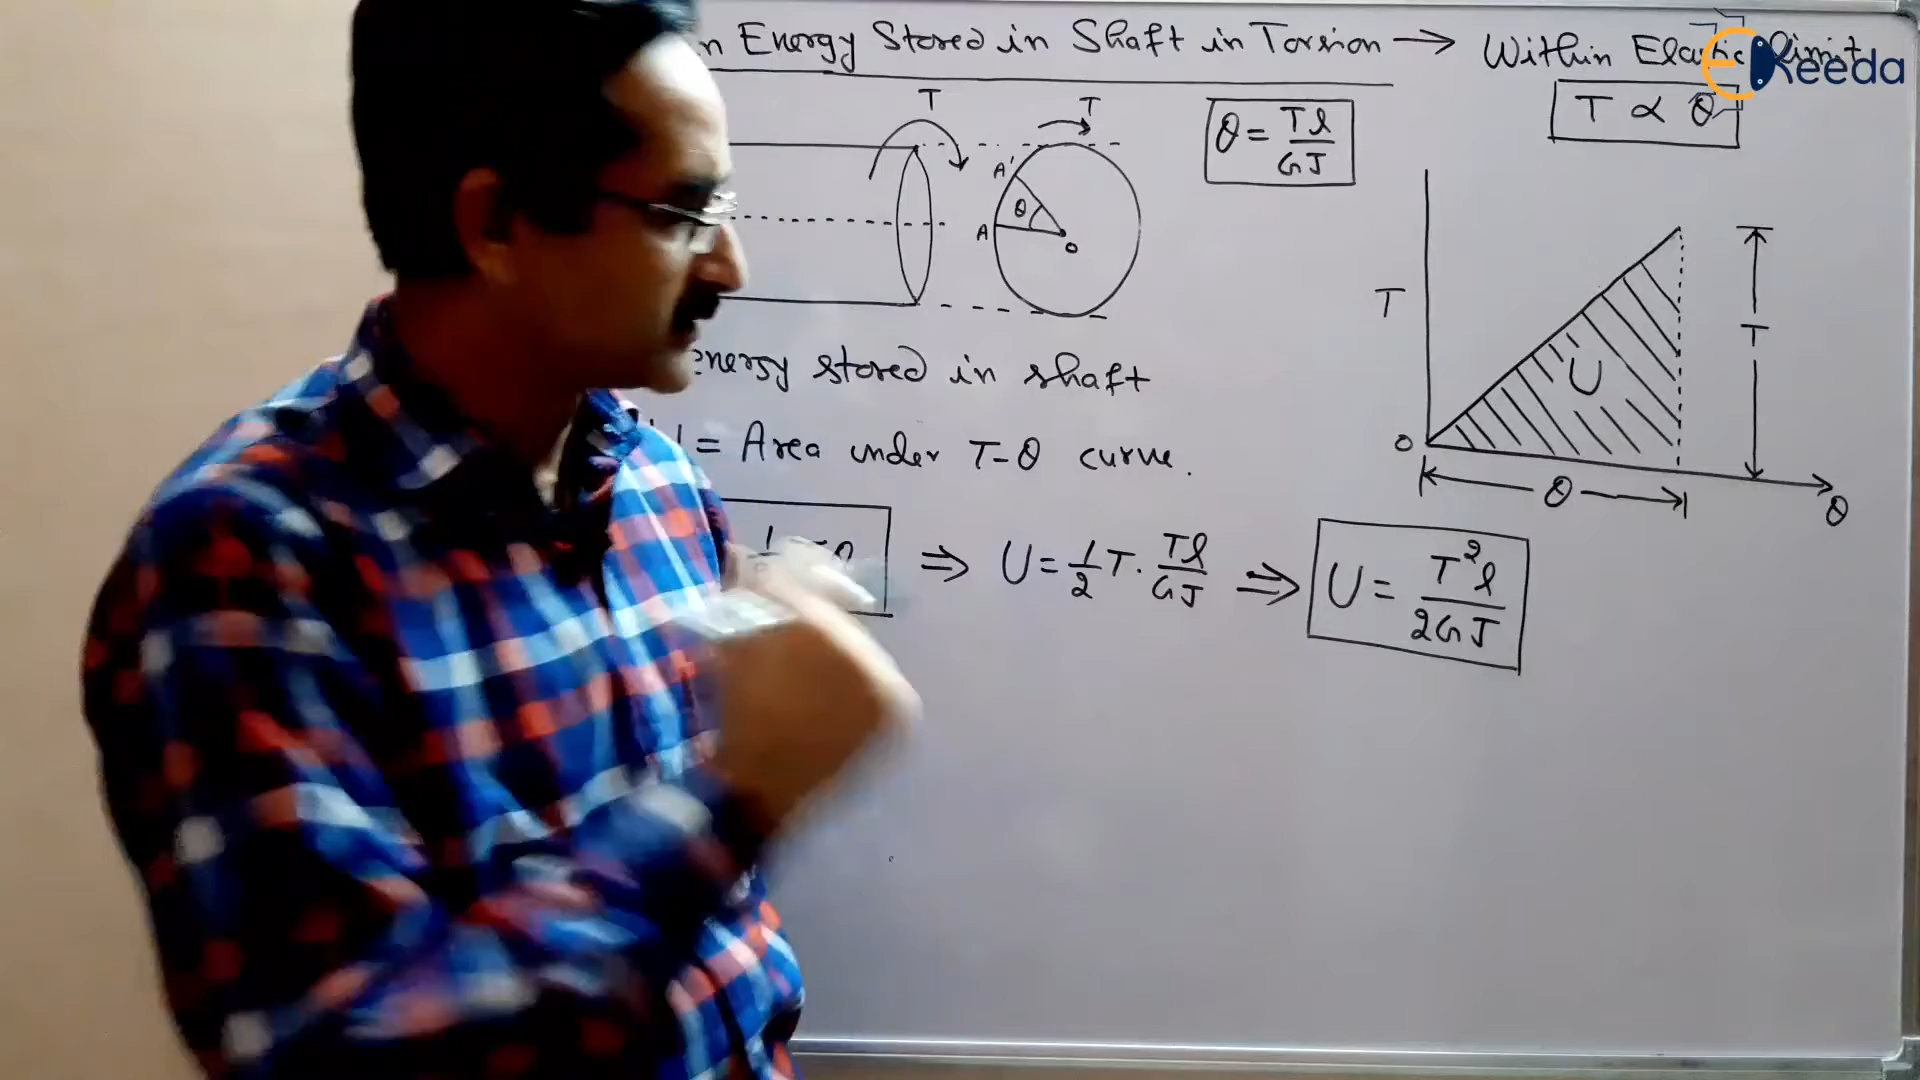 n Energy Stored in Shaft in Torsion → Within Elastic limit
eKeeda
T ∝ θ
θ = Tl / GJ
T
T
A'
θ
A
O
T
U
T
O
θ
θ
energy stored in shaft
= Area under T-θ curve.
⇒ U = 1/2 T. Tl / GJ ⇒ U = T²l / 2GJ